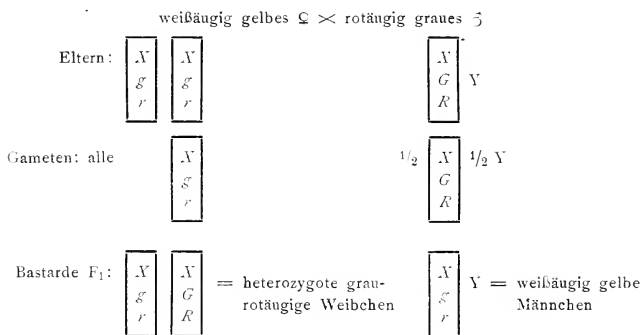 weißäugig gelbes ♀ × rotäugig graues ♂
Eltern: X X X
g g G Y
r r R
Gameten: alle X 1/2 X 1/2 Y
g G
r R
Bastarde F₁: X X X
g G = heterozygote grau- g Y = weißäugig gelbe
r R rotäugige Weibchen r Männchen